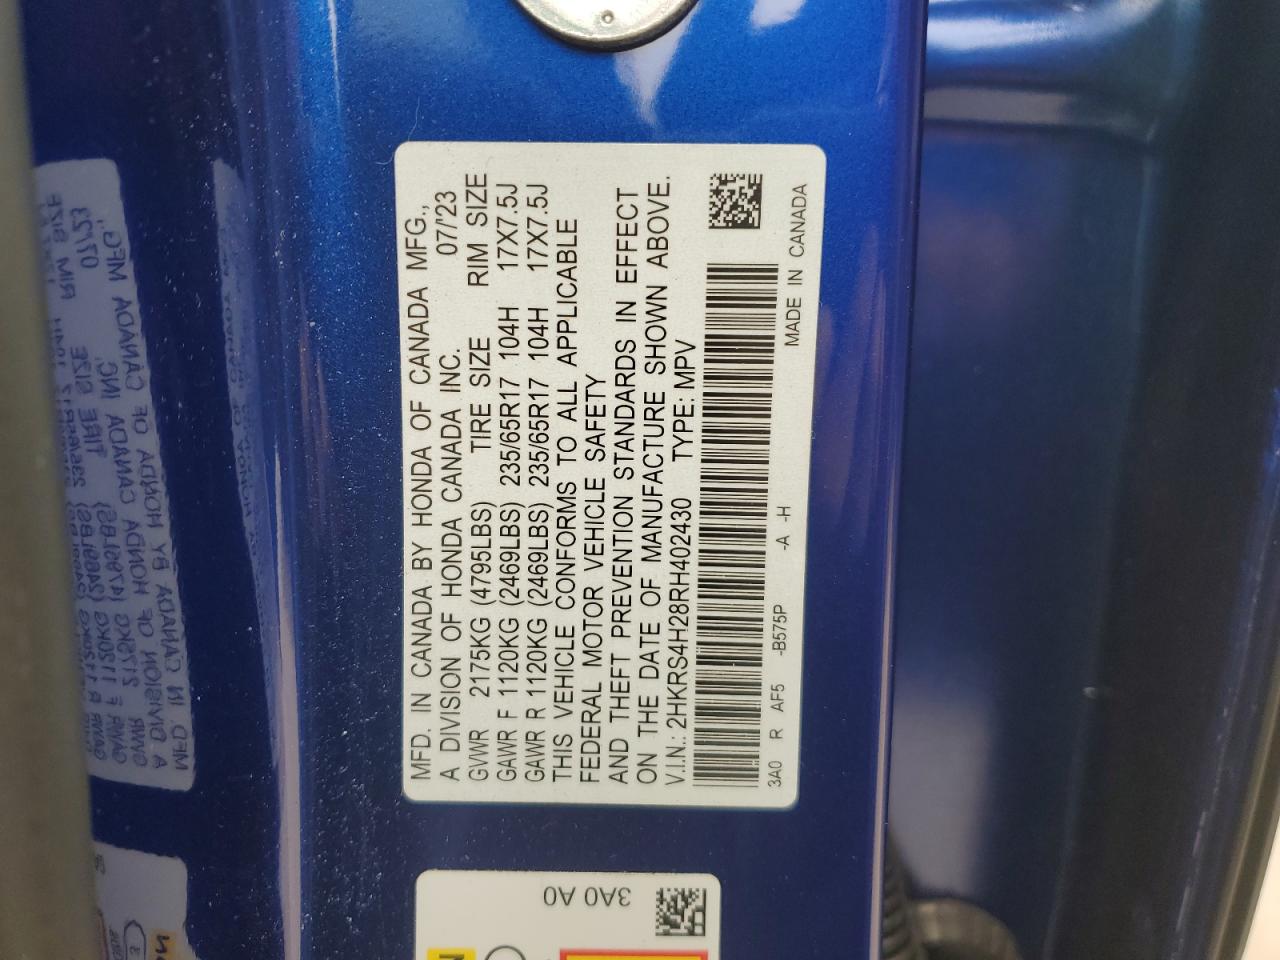 MFD. IN CANADA BY HONDA OF CANADA MFG.,
A DIVISION OF HONDA CANADA INC. 07/'23
GVWR 2175KG (4795LBS) TIRE SIZE RIM SIZE
GAWR F 1120KG (2469LBS) 235/65R17 104H 17X7.5J
GAWR R 1120KG (2469LBS) 235/65R17 104H 17X7.5J
THIS VEHICLE CONFORMS TO ALL APPLICABLE
FEDERAL MOTOR VEHICLE SAFETY
AND THEFT PREVENTION STANDARDS IN EFFECT
ON THE DATE OF MANUFACTURE SHOWN ABOVE.
V.I.N.: 2HKRS4H28RH402430 TYPE: MPV
3A0 R AF5 -B575P -A -H MADE IN CANADA
3A0 A0